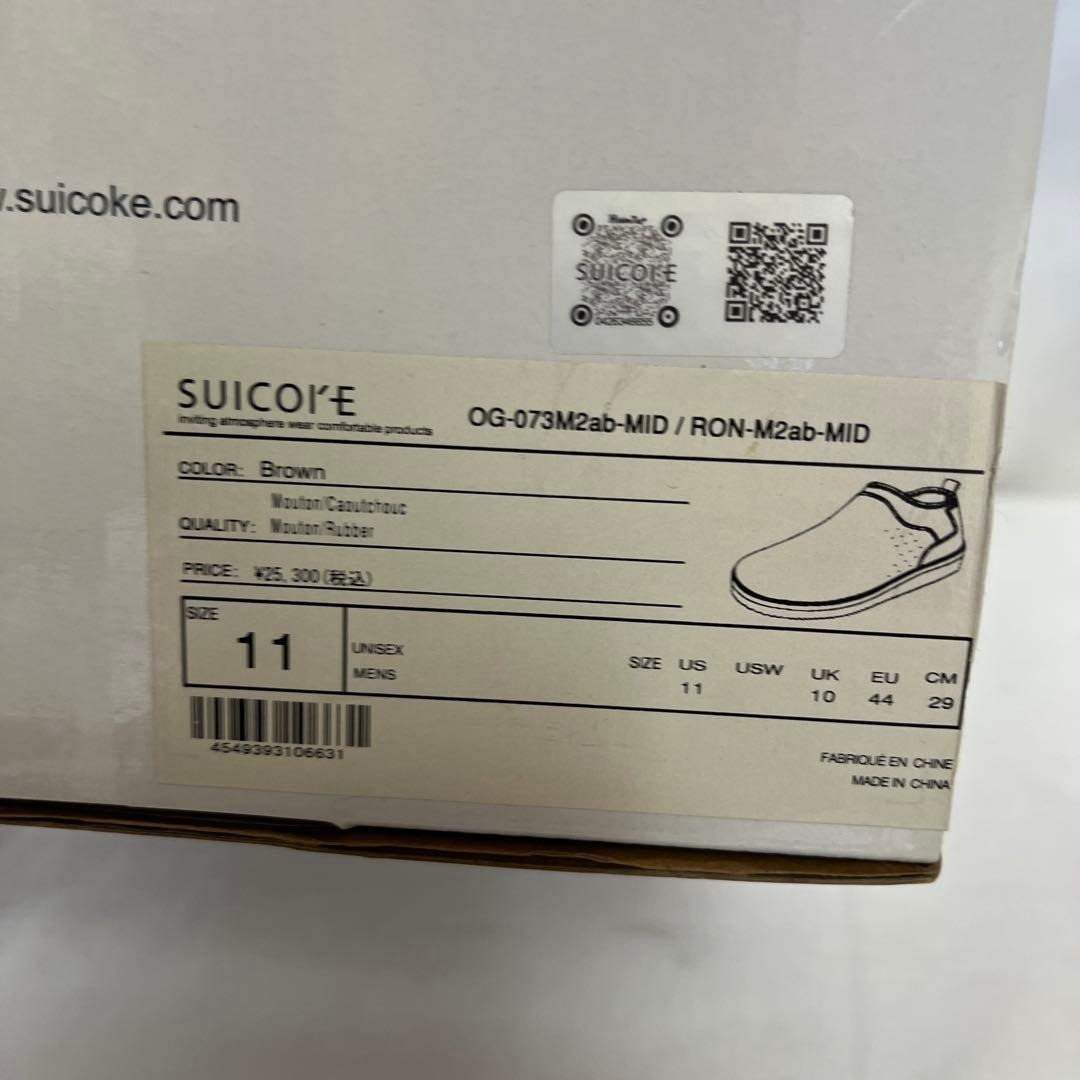 .suicoke.com
SUICOKE
SUICOKE
inviting atmosphere wear comfortable products
OG-073M2ab-MID / RON-M2ab-MID
COLOR: Brown
Mouton/Caoutchouc
QUALITY: Mouton/Rubber
PRICE: ¥25,300(税込)
SIZE
11
UNISEX
MENS
SIZE US USW UK EU CM
11 10 44 29
4549393106631
FABRIQUÉ EN CHINE
MADE IN CHINA